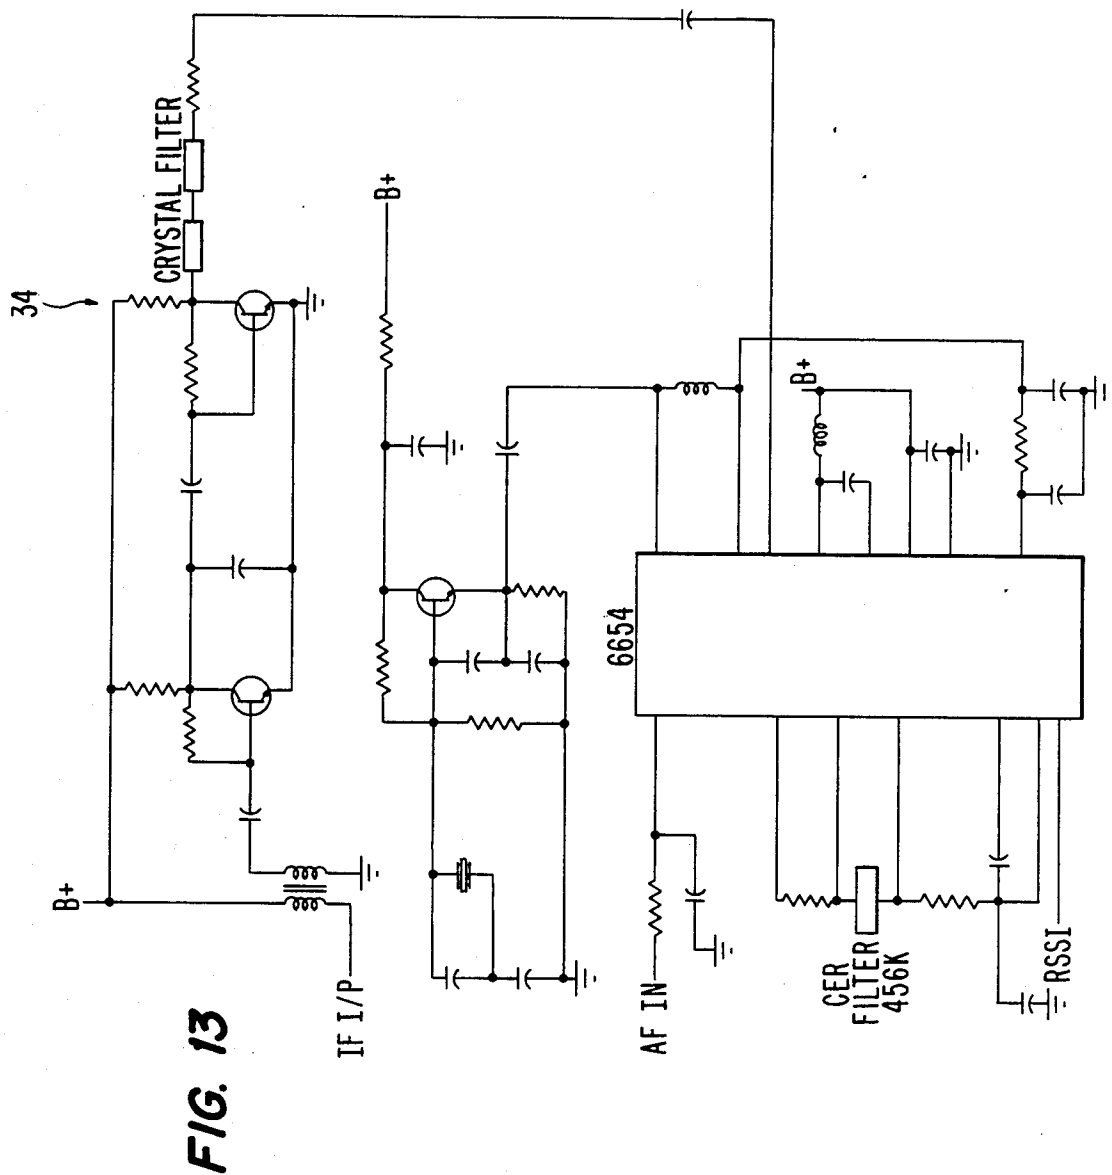 FIG. 13
34
CRYSTAL FILTER
B+
IF I/P
B+
B+
6654
AF IN
CER
FILTER
456K
RSSI